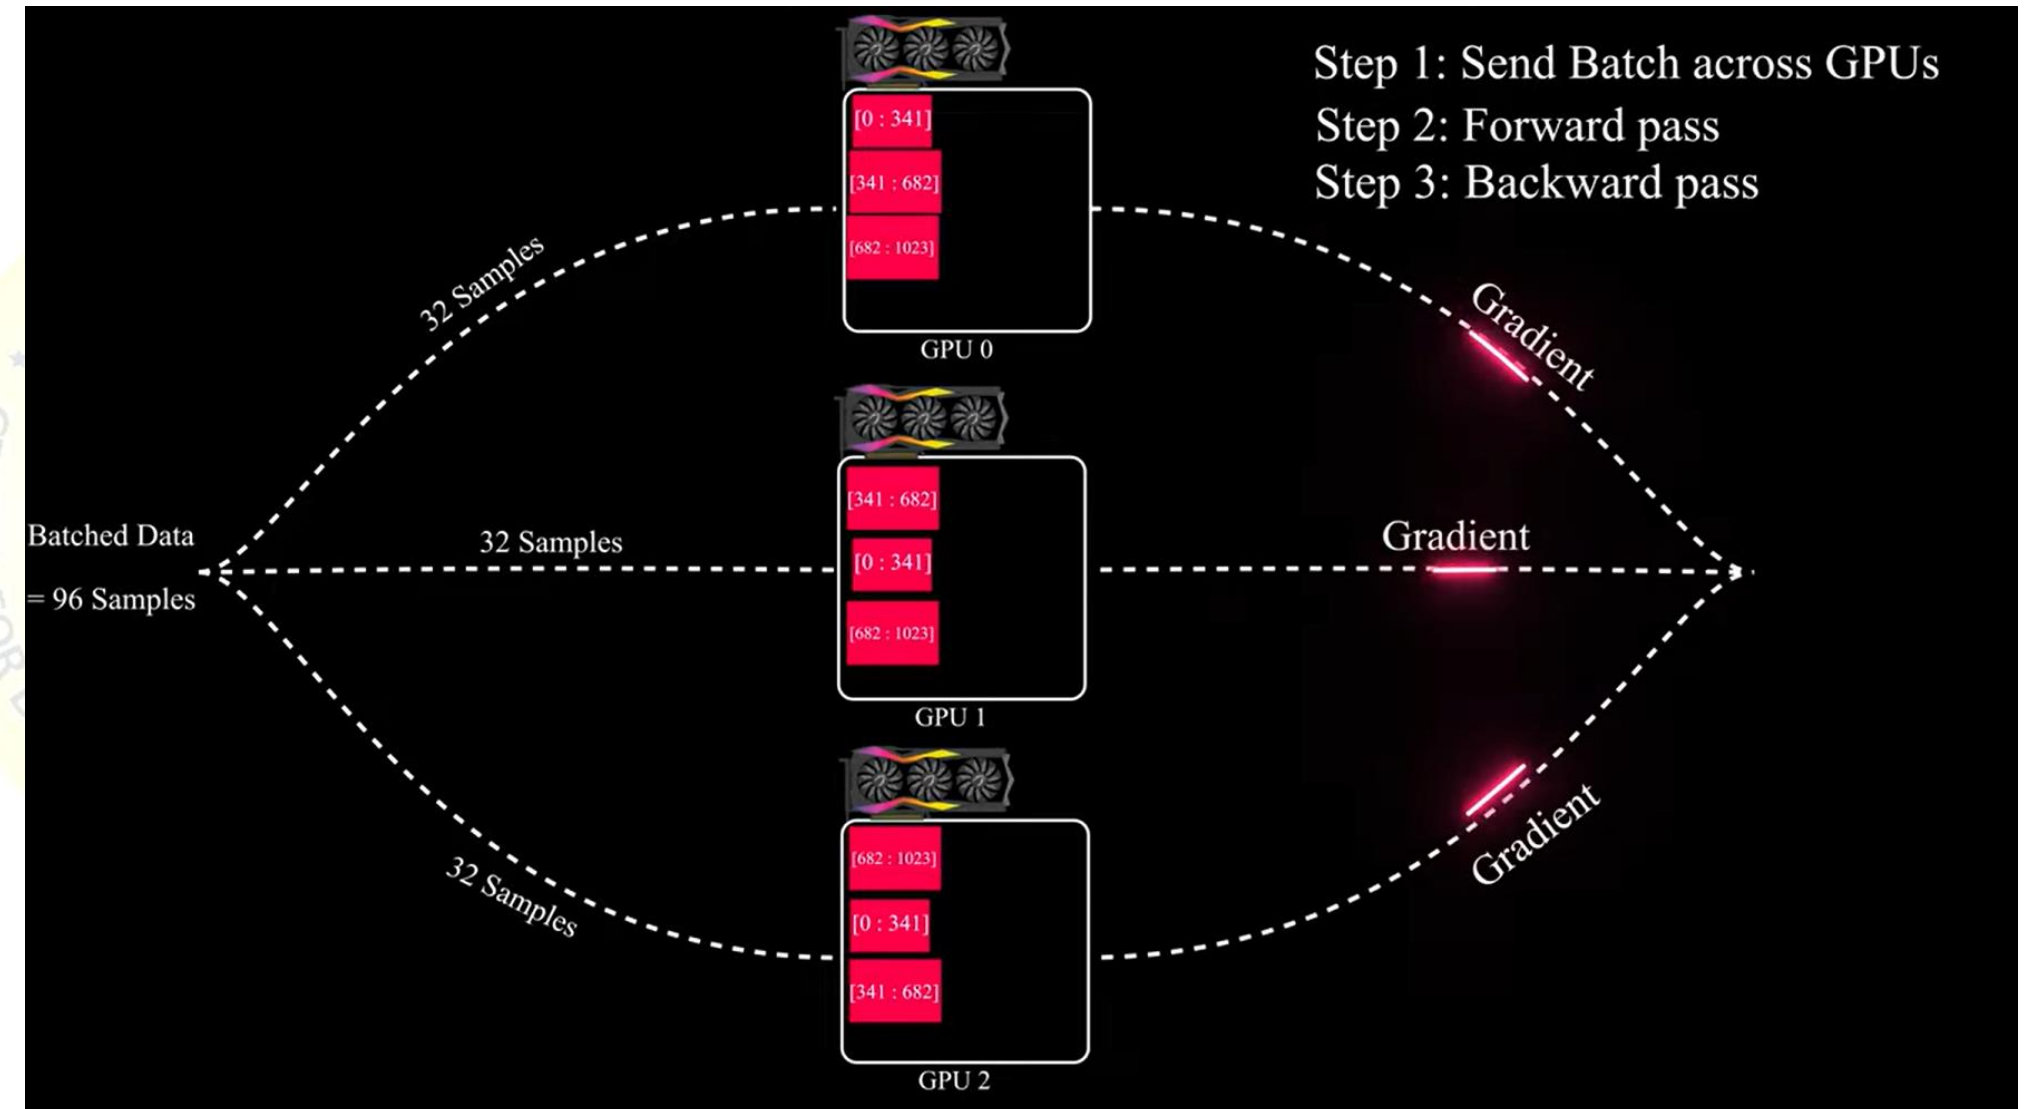 Step 1: Send Batch across GPUs
Step 2: Forward pass
Step 3: Backward pass
Batched Data
= 96 Samples
32 Samples
32 Samples
32 Samples
[0 : 341]
[341 : 682]
[682 : 1023]
GPU 0
[341 : 682]
[0 : 341]
[682 : 1023]
GPU 1
[682 : 1023]
[0 : 341]
[341 : 682]
GPU 2
Gradient
Gradient
Gradient